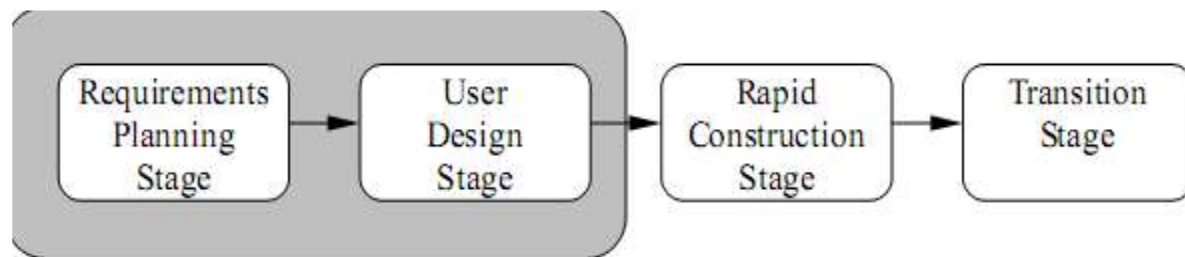 Requirements
Planning
Stage
User
Design
Stage
Rapid
Construction
Stage
Transition
Stage